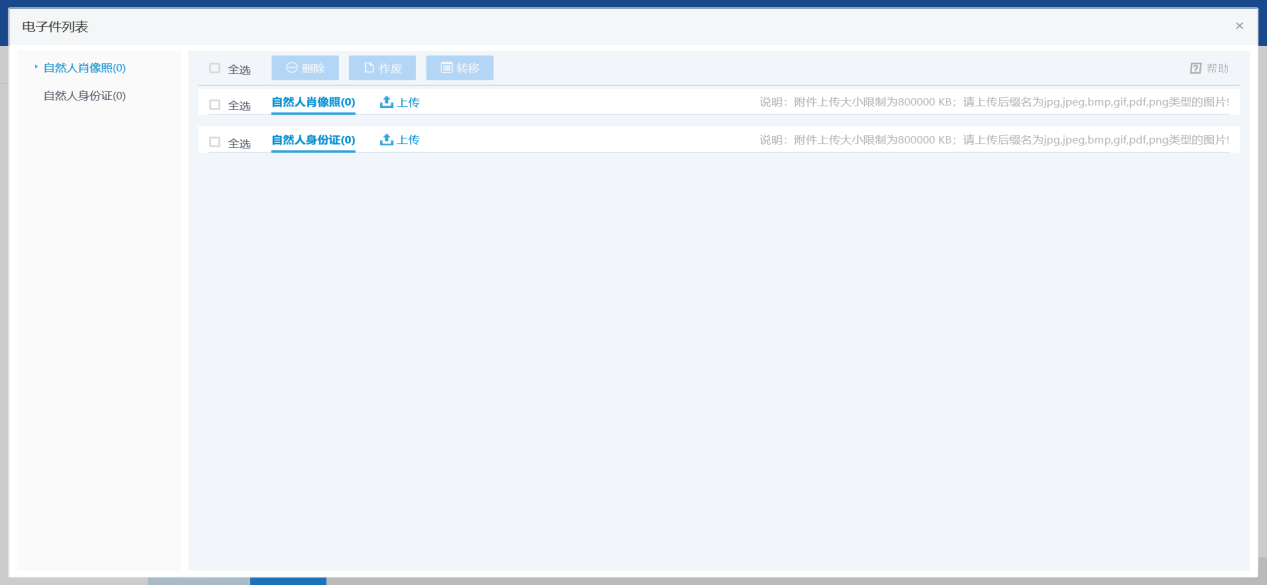 电子件列表 ×
自然人肖像照(0)
自然人身份证(0)
全选 删除 作废 转移 帮助
全选 自然人肖像照(0) 上传 说明：附件上传大小限制为800000 KB；请上传后缀名为jpg,jpeg,bmp,gif,pdf,png类型的图片!
全选 自然人身份证(0) 上传 说明：附件上传大小限制为800000 KB；请上传后缀名为jpg,jpeg,bmp,gif,pdf,png类型的图片!